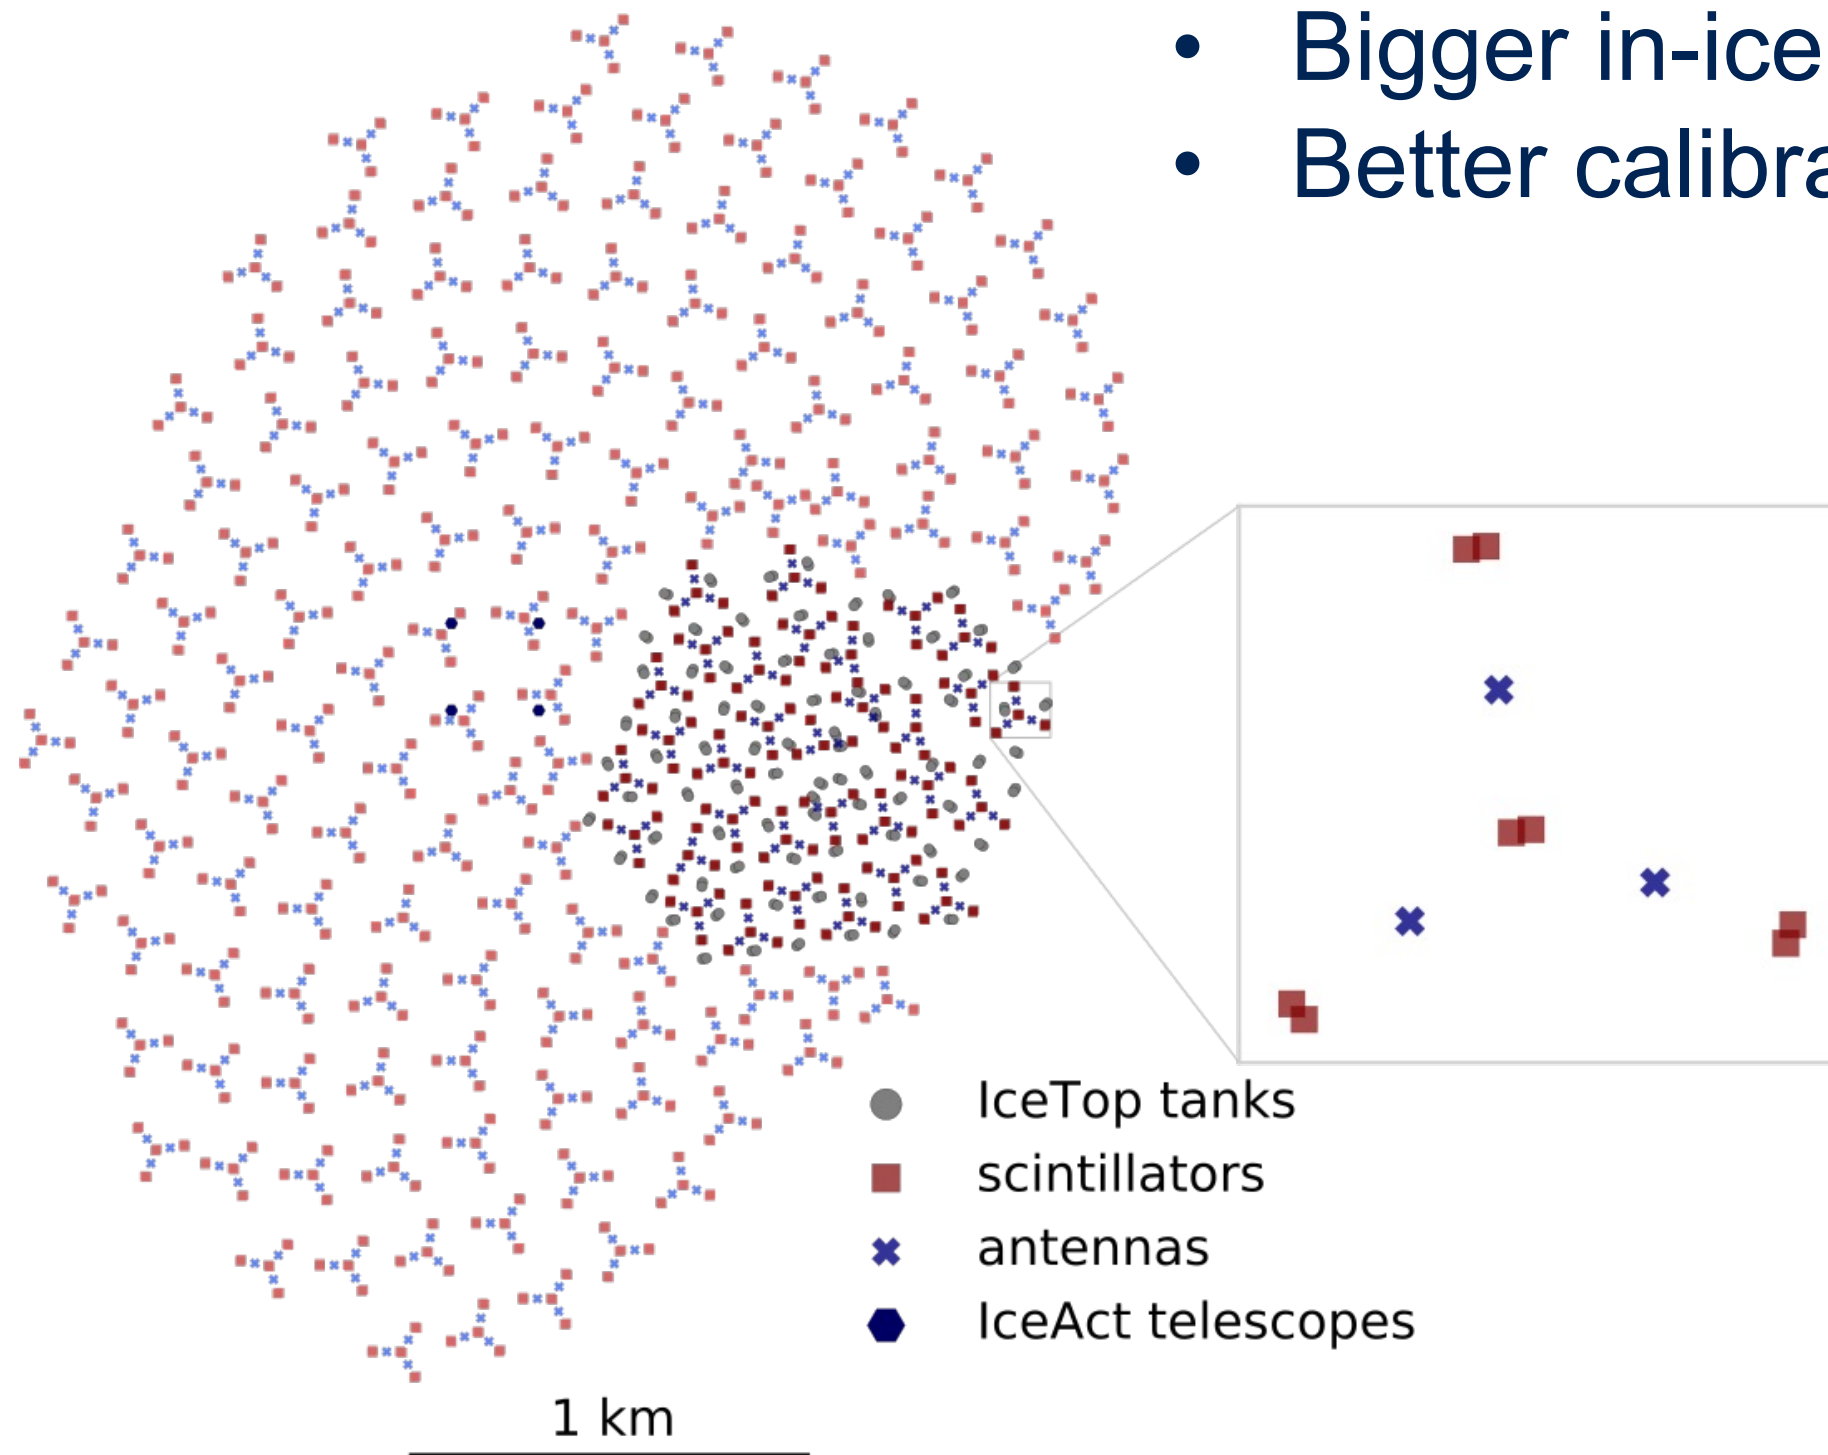 • Bigger in-ice
• Better calibra
IceTop tanks
scintillators
antennas
IceAct telescopes
1 km